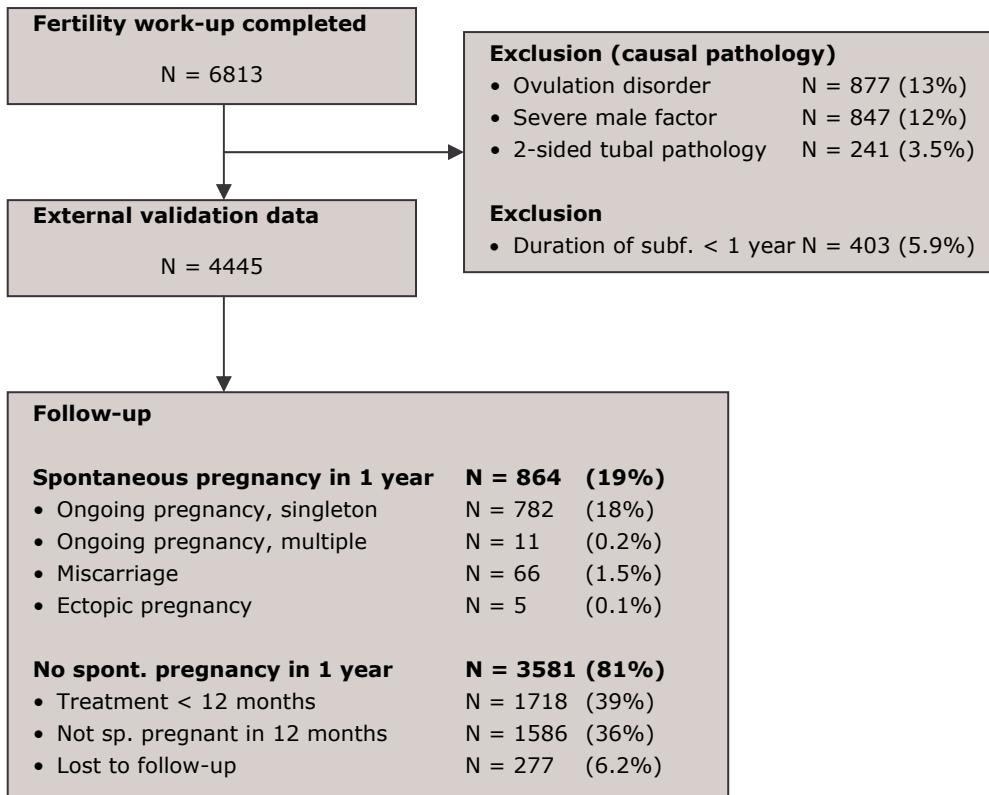 Fertility work-up completed
N = 6813
Exclusion (causal pathology)
• Ovulation disorder N = 877 (13%)
• Severe male factor N = 847 (12%)
• 2-sided tubal pathology N = 241 (3.5%)
Exclusion
• Duration of subf. < 1 year N = 403 (5.9%)
External validation data
N = 4445
Follow-up
Spontaneous pregnancy in 1 year N = 864 (19%)
• Ongoing pregnancy, singleton N = 782 (18%)
• Ongoing pregnancy, multiple N = 11 (0.2%)
• Miscarriage N = 66 (1.5%)
• Ectopic pregnancy N = 5 (0.1%)
No spont. pregnancy in 1 year N = 3581 (81%)
• Treatment < 12 months N = 1718 (39%)
• Not sp. pregnant in 12 months N = 1586 (36%)
• Lost to follow-up N = 277 (6.2%)